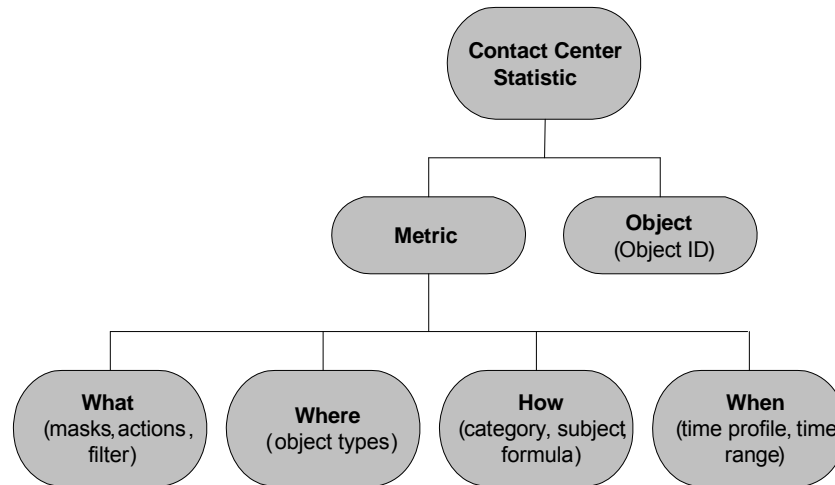 Contact Center
Statistic
Metric
Object
(Object ID)
What
(masks, actions,
filter)
Where
(object types)
How
(category, subject,
formula)
When
(time profile, time
range)